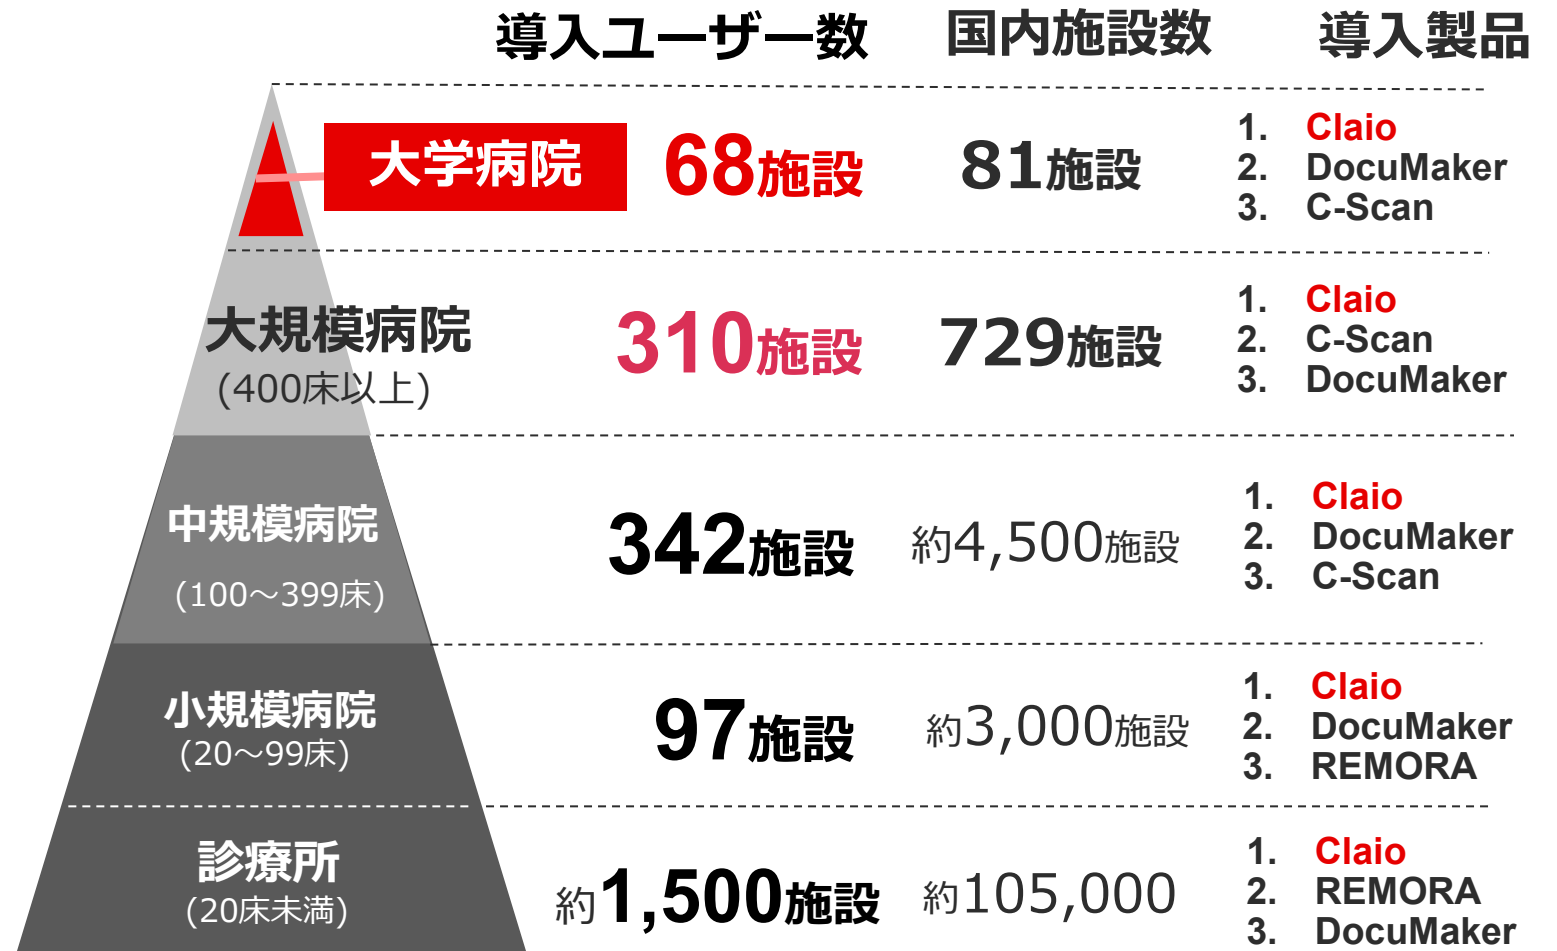 導入ユーザー数 国内施設数 導入製品
大学病院 68施設 81施設
1. Claio
2. DocuMaker
3. C-Scan
大規模病院
(400床以上)
310施設 729施設
1. Claio
2. C-Scan
3. DocuMaker
中規模病院
(100～399床)
342施設 約4,500施設
1. Claio
2. DocuMaker
3. C-Scan
小規模病院
(20～99床)
97施設 約3,000施設
1. Claio
2. DocuMaker
3. REMORA
診療所
(20床未満)
約1,500施設 約105,000
1. Claio
2. REMORA
3. DocuMaker